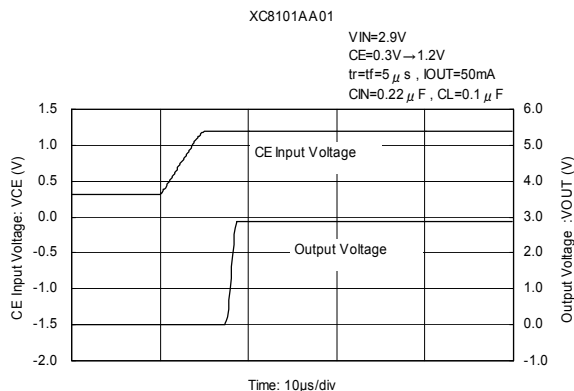 XC8101AA01
VIN=2.9V
CE=0.3V→1.2V
tr=tf=5 μ s , IOUT=50mA
CIN=0.22 μ F , CL=0.1 μ F
CE Input Voltage: VCE (V)
1.5
1.0
0.5
0.0
-0.5
-1.0
-1.5
-2.0
CE Input Voltage
Output Voltage
6.0
5.0
4.0
3.0
2.0
1.0
0.0
-1.0
Output Voltage :VOUT (V)
Time: 10μs/div